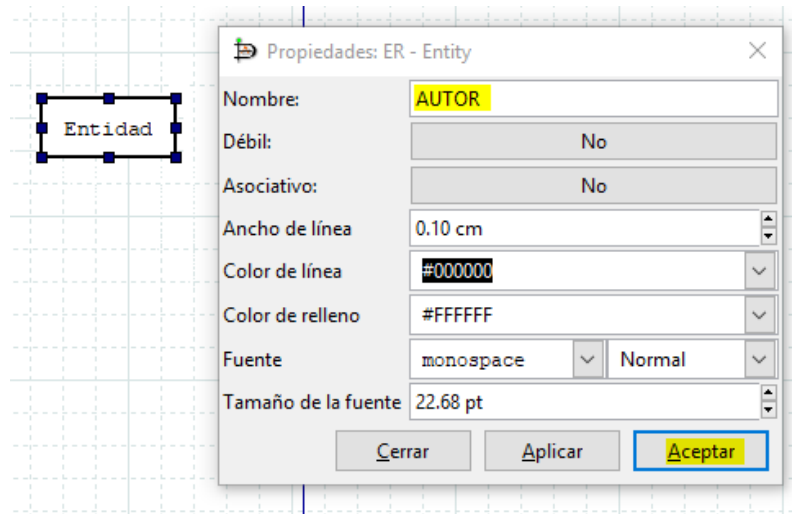 Propiedades: ER - Entity
Entidad
Nombre: AUTOR
Débil: No
Asociativo: No
Ancho de línea 0.10 cm
Color de línea #000000
Color de relleno #FFFFFF
Fuente monospace Normal
Tamaño de la fuente 22.68 pt
Cerrar Aplicar Aceptar